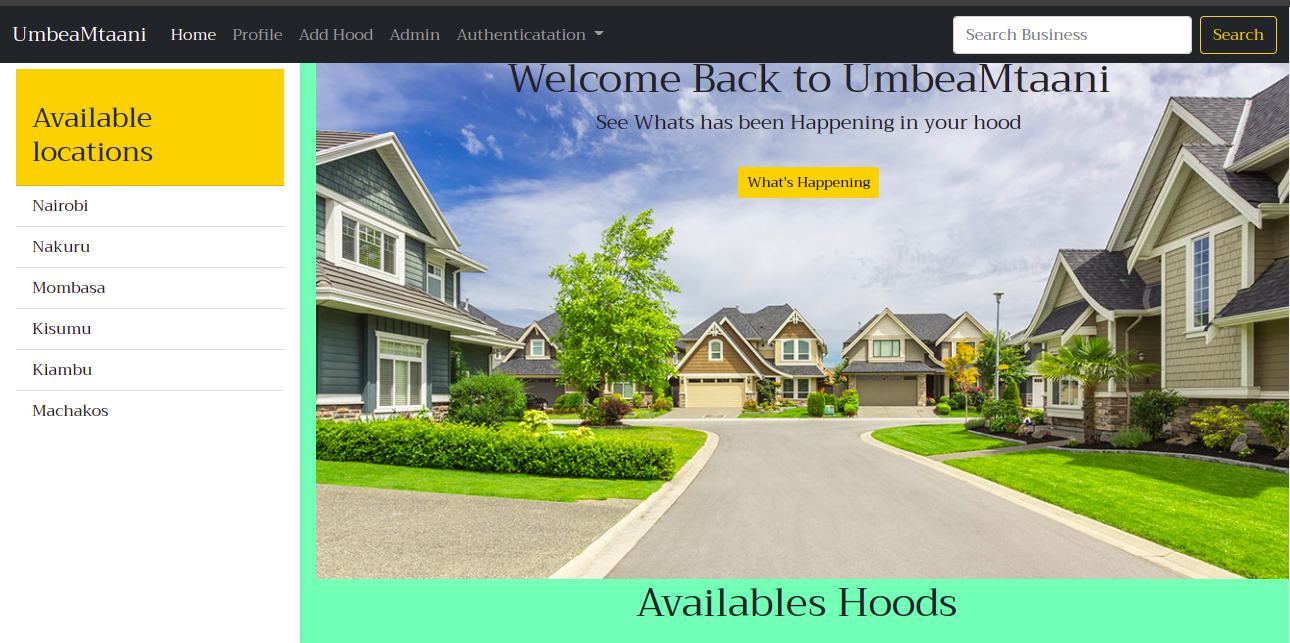 UmbeaMtaani Home Profile Add Hood Admin Authenticatation Search Business Search
Available
locations
Nairobi
Nakuru
Mombasa
Kisumu
Kiambu
Machakos
Welcome Back to UmbeaMtaani
See Whats has been Happening in your hood
What's Happening
Availables Hoods